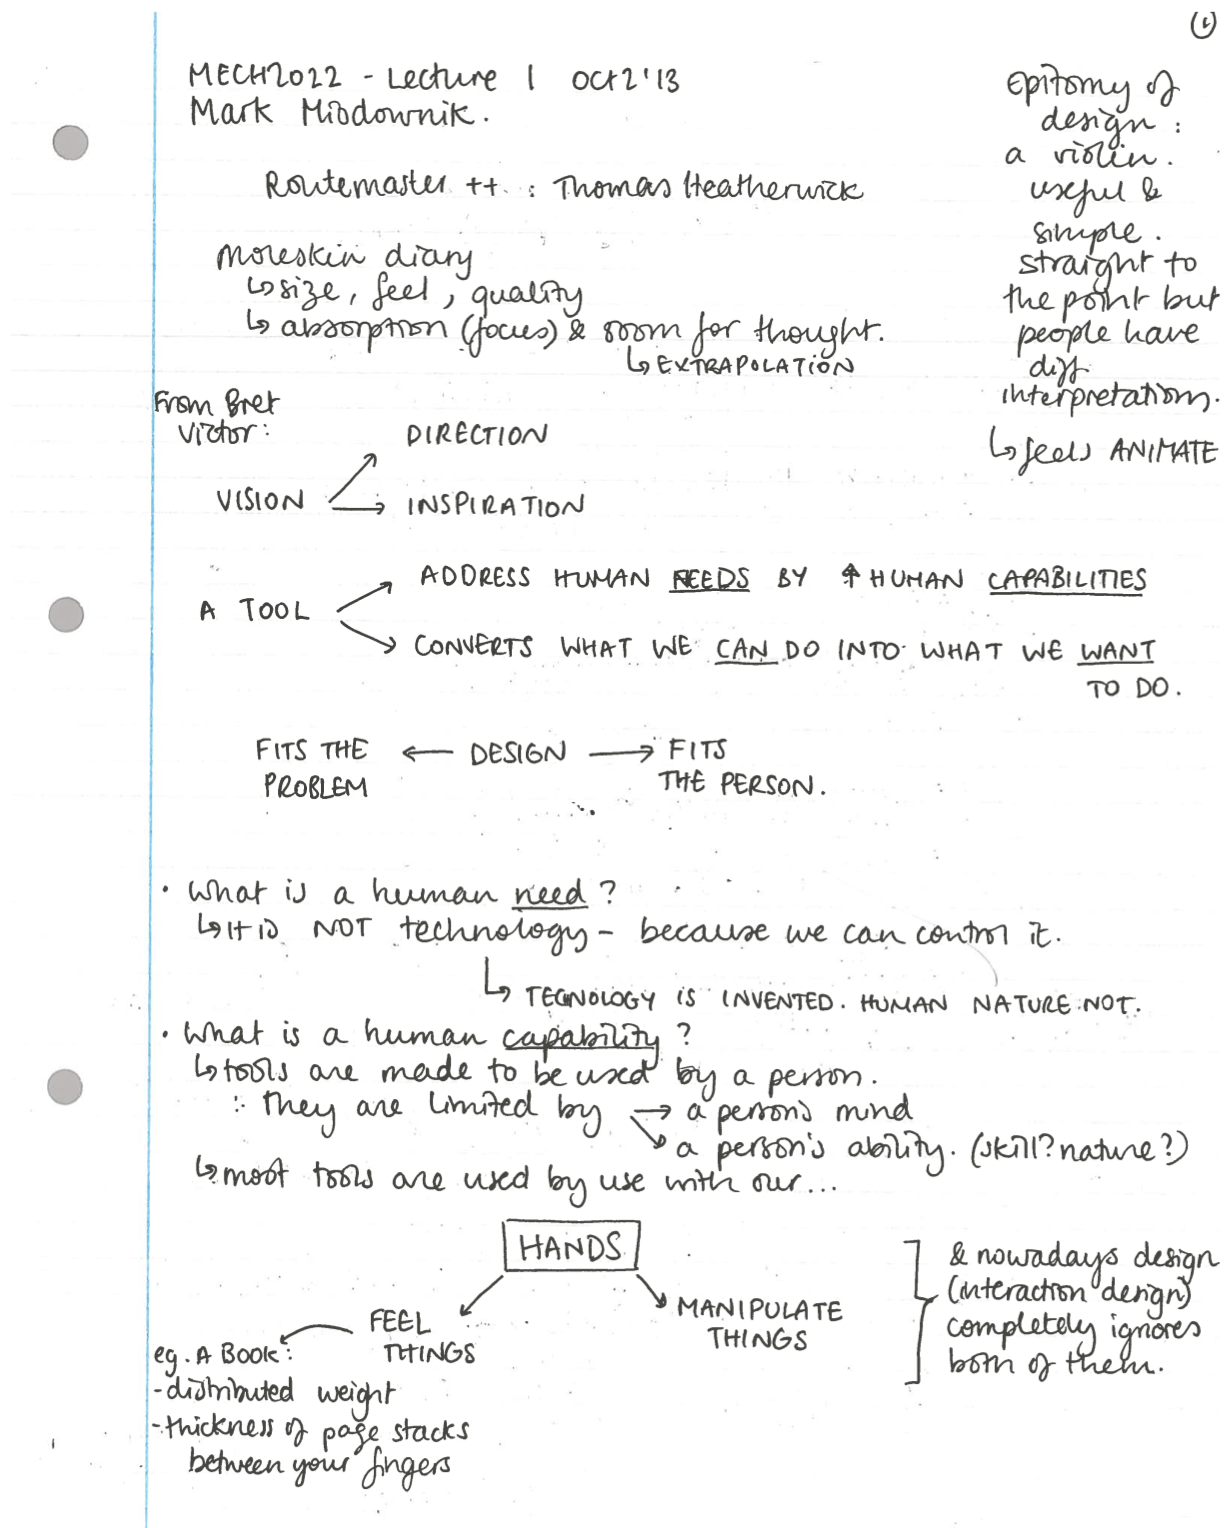 MECH2022 - Lecture 1 Oct 2'13
Mark Miodownik.
Routemaster ++ : Thomas Heatherwick
Moleskin diary
↳ size, feel, quality
↳ absorption (focus) & room for thought.
↳ EXTRAPOLATION
Epitomy of
design :
a violin.
useful &
simple.
straight to
the point but
people have
diff.
interpretations.
↳ feels ANIMATE
From Bret
Victor:
DIRECTION
VISION
→ INSPIRATION
ADDRESS HUMAN NEEDS BY ↑ HUMAN CAPABILITIES
A TOOL
→ CONVERTS WHAT WE CAN DO INTO WHAT WE WANT
TO DO.
FITS THE ← DESIGN → FITS
PROBLEM THE PERSON.
• What is a human need ?
↳ It is NOT technology - because we can control it.
↳ TECNOLOGY IS INVENTED. HUMAN NATURE NOT.
• What is a human capability ?
↳ tools are made to be used by a person.
∴ they are limited by → a person's mind
a person's ability. (skill? nature?)
↳ most tools are used by use with our...
HANDS
FEEL
THINGS
MANIPULATE
THINGS
& nowadays design
(interaction design)
completely ignores
both of them.
eg. A Book:
- distributed weight
- thickness of page stacks
between your fingers